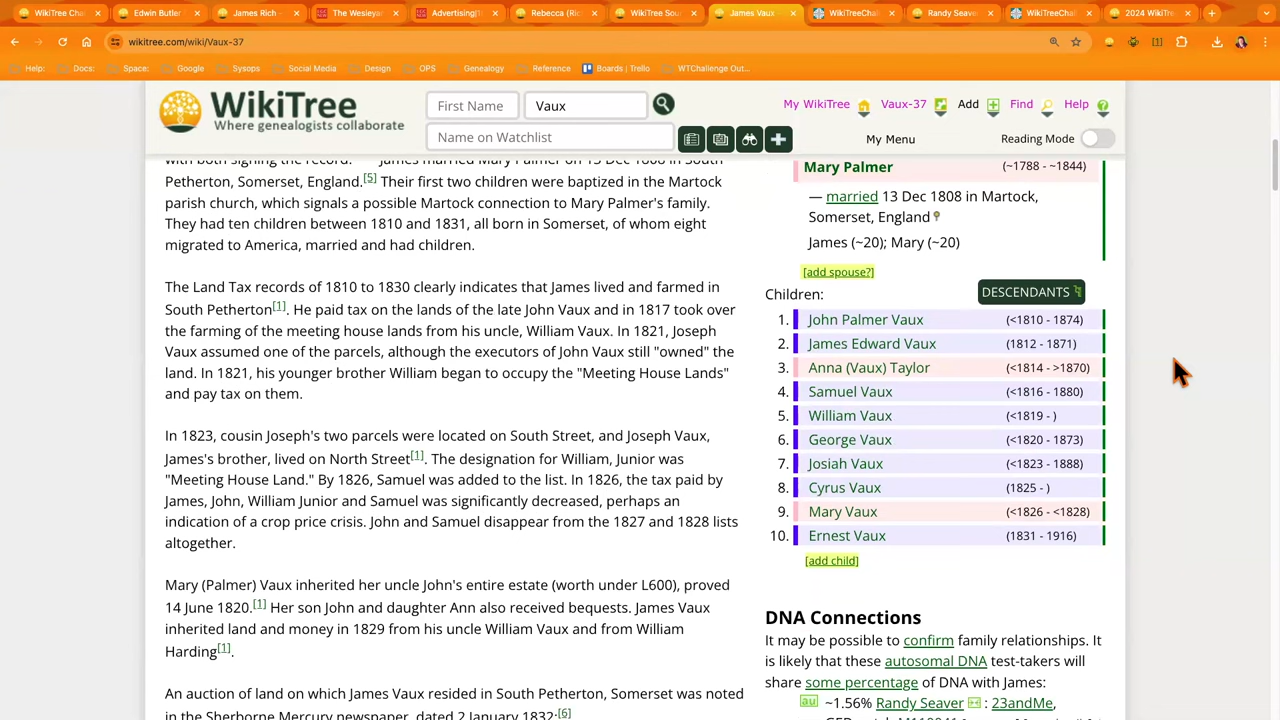 WikiTree Cha
Edwin Butler
James Rich
The Wesleyan
Advertising|T
Rebecca (Ric
WikiTree Sou
James Vaux -
WikiTreeChal
Randy Seaver
WikiTreeChal
2024 WikiTr
wikitree.com/wiki/Vaux-37
Help:
Docs:
Space:
Google
Sysops
Social Media
Design
OPS
Genealogy
Reference
Boards | Trello
WTChallenge Out...
WikiTree
Where genealogists collaborate
First Name
Vaux
Name on Watchlist
My WikiTree
Vaux-37
Add
Find
Help
My Menu
Reading Mode
with both signing the record. James married Mary Palmer on 13 Dec 1808 in South
Petherton, Somerset, England.[5] Their first two children were baptized in the Martock
parish church, which signals a possible Martock connection to Mary Palmer's family.
They had ten children between 1810 and 1831, all born in Somerset, of whom eight
migrated to America, married and had children.
The Land Tax records of 1810 to 1830 clearly indicates that James lived and farmed in
South Petherton[1]. He paid tax on the lands of the late John Vaux and in 1817 took over
the farming of the meeting house lands from his uncle, William Vaux. In 1821, Joseph
Vaux assumed one of the parcels, although the executors of John Vaux still "owned" the
land. In 1821, his younger brother William began to occupy the "Meeting House Lands"
and pay tax on them.
In 1823, cousin Joseph's two parcels were located on South Street, and Joseph Vaux,
James's brother, lived on North Street[1]. The designation for William, Junior was
"Meeting House Land." By 1826, Samuel was added to the list. In 1826, the tax paid by
James, John, William Junior and Samuel was significantly decreased, perhaps an
indication of a crop price crisis. John and Samuel disappear from the 1827 and 1828 lists
altogether.
Mary (Palmer) Vaux inherited her uncle John's entire estate (worth under L600), proved
14 June 1820.[1] Her son John and daughter Ann also received bequests. James Vaux
inherited land and money in 1829 from his uncle William Vaux and from William
Harding[1].
An auction of land on which James Vaux resided in South Petherton, Somerset was noted
in the Sherborne Mercury newspaper, dated 2 January 1832:[6]
Mary Palmer (~1788 - ~1844)
— married 13 Dec 1808 in Martock,
Somerset, England
James (~20); Mary (~20)
[add spouse?]
Children:
DESCENDANTS
1. John Palmer Vaux (<1810 - 1874)
2. James Edward Vaux (1812 - 1871)
3. Anna (Vaux) Taylor (<1814 - >1870)
4. Samuel Vaux (<1816 - 1880)
5. William Vaux (<1819 - )
6. George Vaux (<1820 - 1873)
7. Josiah Vaux (<1823 - 1888)
8. Cyrus Vaux (1825 - )
9. Mary Vaux (<1826 - <1828)
10. Ernest Vaux (1831 - 1916)
[add child]
DNA Connections
It may be possible to confirm family relationships. It
is likely that these autosomal DNA test-takers will
share some percentage of DNA with James:
au ~1.56% Randy Seaver : 23andMe,